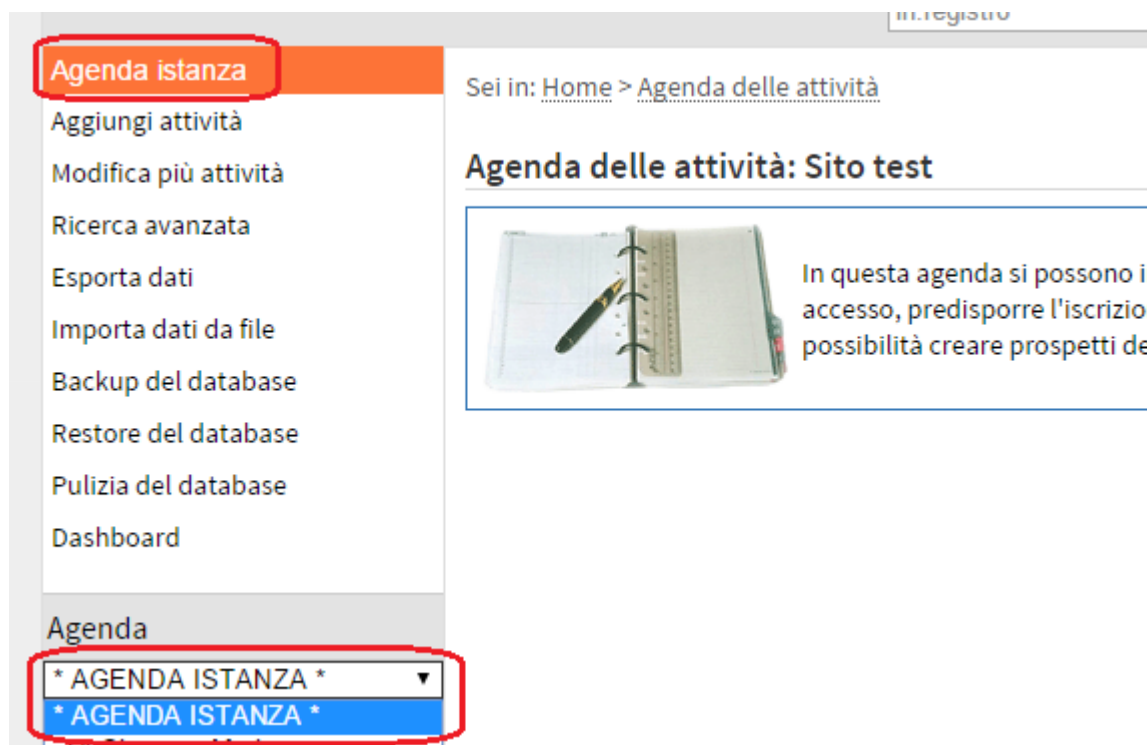 in.registro
Agenda istanza
Aggiungi attività
Modifica più attività
Ricerca avanzata
Esporta dati
Importa dati da file
Backup del database
Restore del database
Pulizia del database
Dashboard
Agenda
* AGENDA ISTANZA *
* AGENDA ISTANZA *
Sei in: Home > Agenda delle attività
Agenda delle attività: Sito test
In questa agenda si possono i
accesso, predisporre l'iscrizio
possibilità creare prospetti de